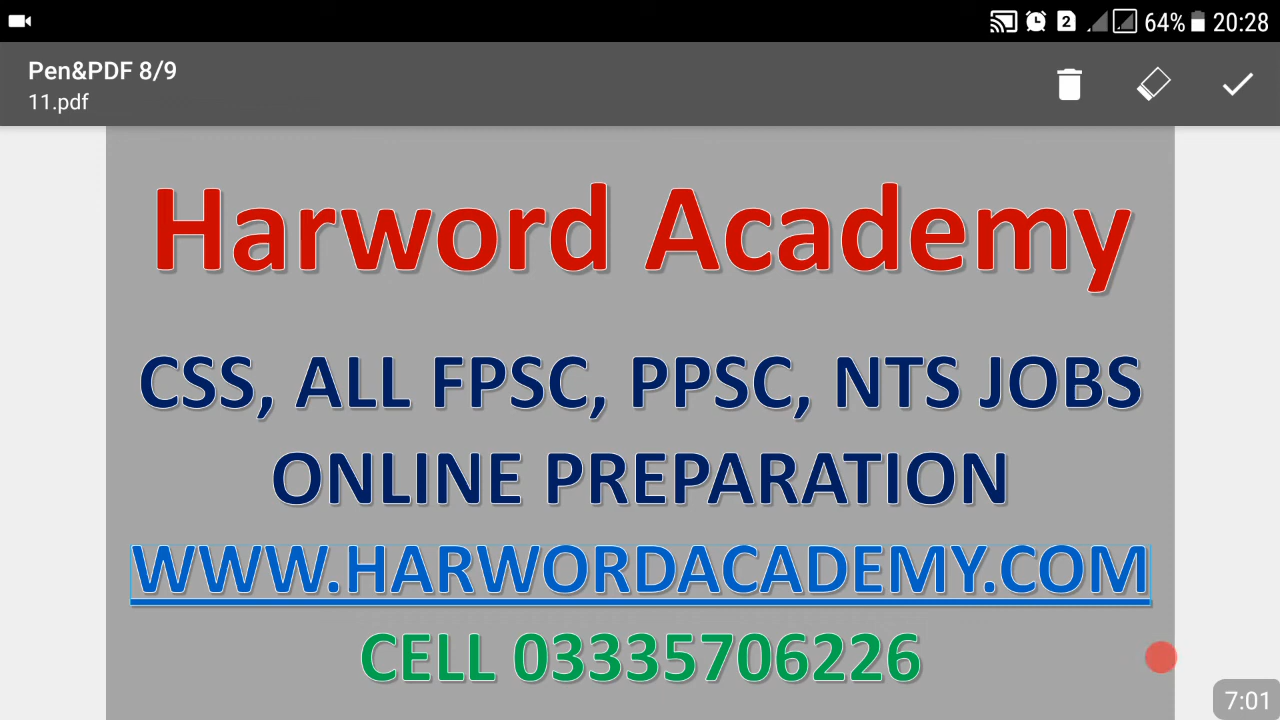 2 64% 20:28
Pen&PDF 8/9
11.pdf
Harword Academy
CSS, ALL FPSC, PPSC, NTS JOBS
ONLINE PREPARATION
WWW.HARWORDACADEMY.COM
CELL 03335706226
7:01